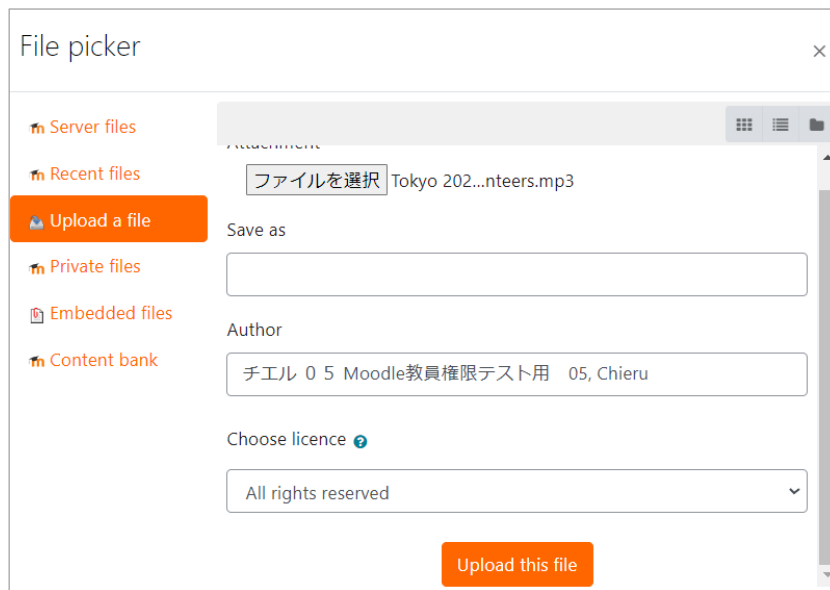 File picker
×
Server files
Recent files
Upload a file
Private files
Embedded files
Content bank
Attachment
ファイルを選択 Tokyo 202...nteers.mp3
Save as
Author
チエル ０５ Moodle教員権限テスト用　05, Chieru
Choose licence
All rights reserved
Upload this file